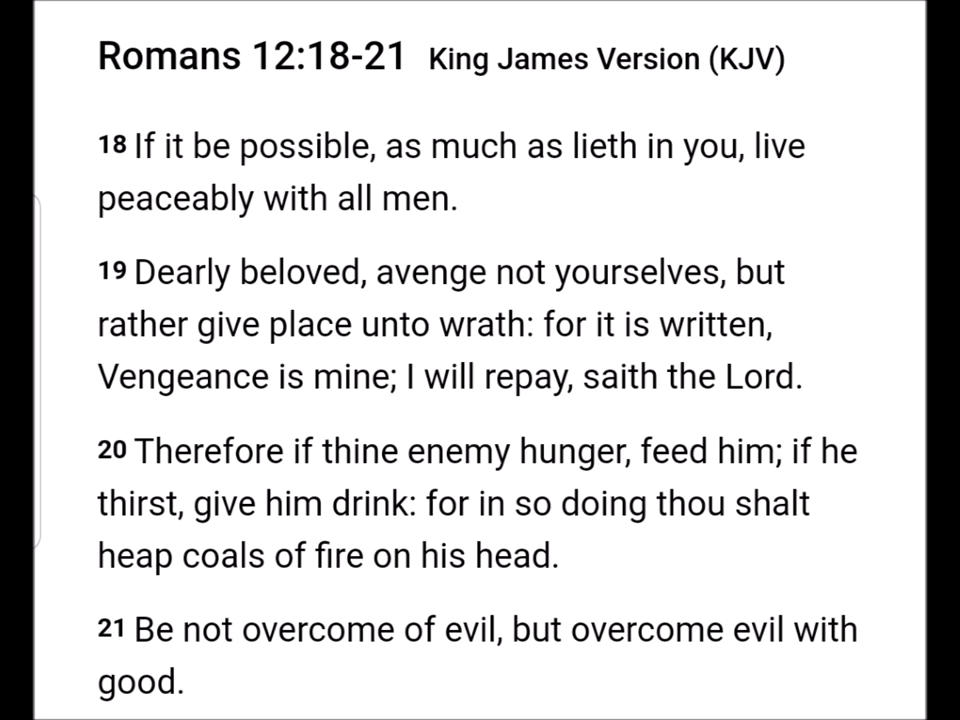 Romans 12:18-21 King James Version (KJV)
18 If it be possible, as much as lieth in you, live
peaceably with all men.
19 Dearly beloved, avenge not yourselves, but
rather give place unto wrath: for it is written,
Vengeance is mine; I will repay, saith the Lord.
20 Therefore if thine enemy hunger, feed him; if he
thirst, give him drink: for in so doing thou shalt
heap coals of fire on his head.
21 Be not overcome of evil, but overcome evil with
good.